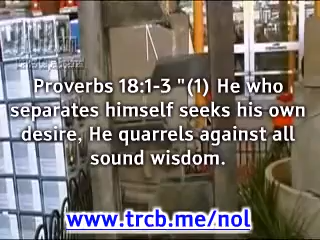 Proverbs 18:1-3 "(1) He who
separates himself seeks his own
desire, He quarrels against all
sound wisdom.
www.trcb.me/nol